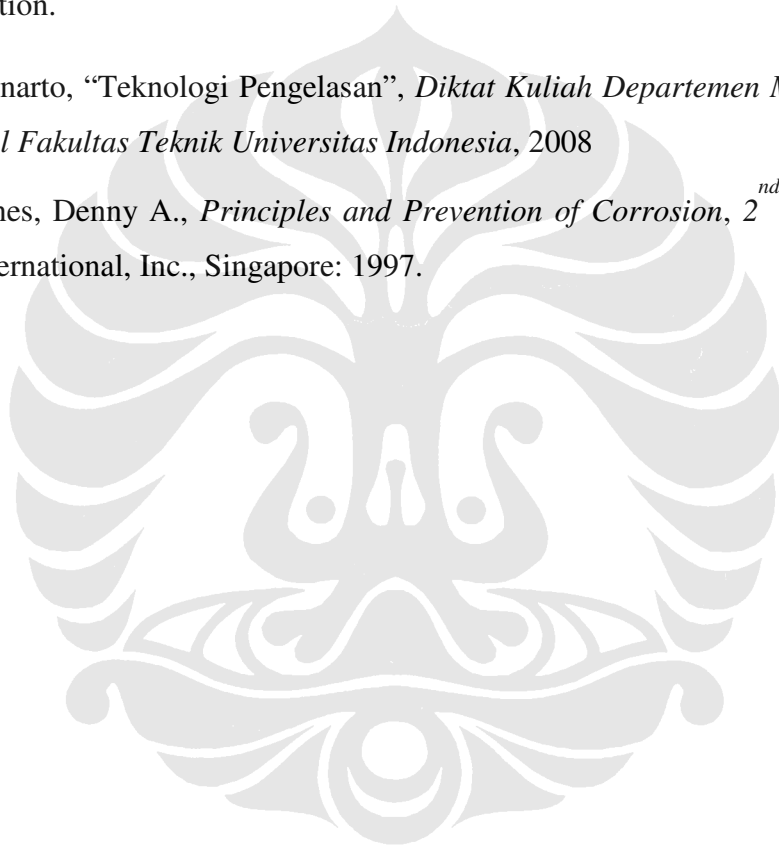 tion.
narto, “Teknologi Pengelasan”, Diktat Kuliah Departemen M
l Fakultas Teknik Universitas Indonesia, 2008
nes, Denny A., Principles and Prevention of Corrosion, 2nd
ernational, Inc., Singapore: 1997.